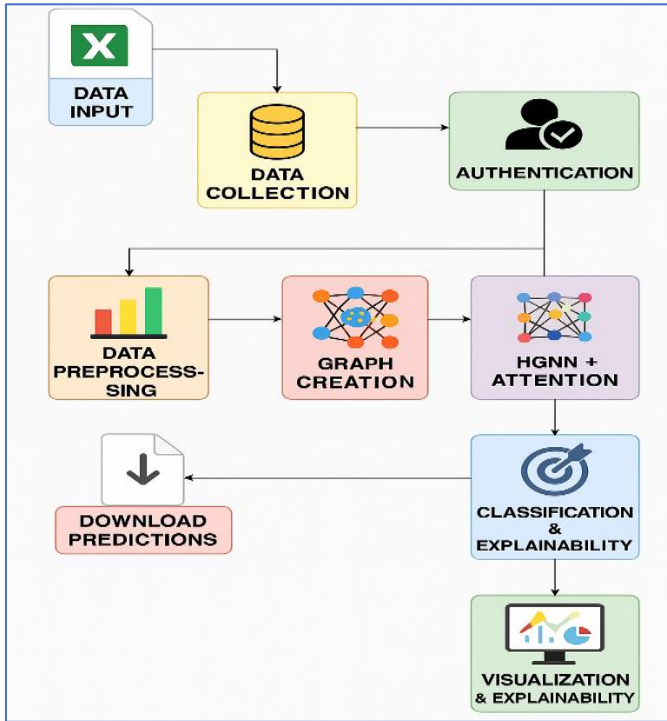 X
DATA
INPUT
DATA
COLLECTION
AUTHENTICATION
DATA
PREPROCESS-
SING
GRAPH
CREATION
HGNN +
ATTENTION
DOWNLOAD
PREDICTIONS
CLASSIFICATION
&
EXPLAINABILITY
VISUALIZATION
& EXPLAINABILITY